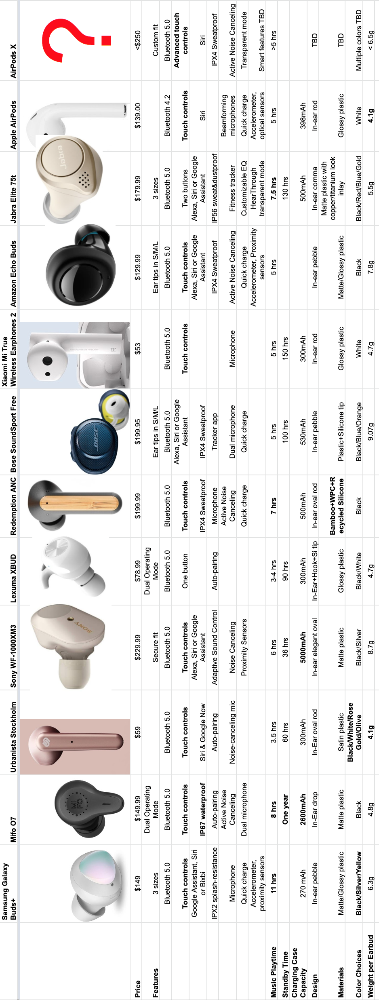 Samsung Galaxy
Buds+
Mifo O7
Urbanista Stockholm
Sony WF-1000XM3
Lexuma XBUD
Redemption ANC
Bose SoundSport Free
Xiaomi Mi True
Wireless Earphones 2
Amazon Echo Buds
Jabra Elite 75t
Apple AirPods
AirPods X
MIFO
SONY
BOSE
R
Jabra
?
Price
$149
$149.99
$59
$229.99
$78.99
$199.99
$199.95
$53
$129.99
$179.99
$139.00
<$250
Features
3 sizes
Dual Operating
Mode
Secure fit
Dual Operating
Mode
Ear tips in S/M/L
Ear tips in S/M/L
3 sizes
Custom fit
Bluetooth 5.0
Bluetooth 5.0
Bluetooth 5.0
Bluetooth 5.0
Bluetooth 5.0
Bluetooth 5.0
Bluetooth 5.0
Bluetooth 5.0
Bluetooth 5.0
Bluetooth 5.0
Bluetooth 4.2
Bluetooth 5.0
Touch controls
Touch controls
Touch controls
Touch controls
One button
Touch controls
Alexa, Siri or Google
Assistant
Touch controls
Touch controls
Two buttons
Touch controls
Advanced touch
controls
Google Assistant, Siri
or Bixbi
IP67 waterproof
Siri & Google Now
Alexa, Siri or Google
Assistant
IPX4 Sweatproof
IPX4 Sweatproof
Alexa, Siri or Google
Assistant
Alexa, Siri or Google
Assistant
Siri
Siri
IPX2 splash-resistance
Auto-pairing
Auto-pairing
Adaptive Sound Control
Auto-pairing
Microphone
Tracker app
IPX4 Sweatproof
IP56 sweat&dustproof
IPX4 Sweatproof
Microphone
Active Noise
Canceling
Noise-canceling mic
Noise Canceling
Active Noise
Canceling
Dual microphone
Microphone
Active Noise Canceling
Fitness tracker
Beamforming
microphones
Active Noise Canceling
Quick charge
Dual microphone
Proximity Sensors
Quick charge
Quick charge
Quick charge
Customizable EQ
Quick charge
Transparent mode
Accelerometer,
proximity sensors
Accelerometer, Proximity
sensors
HearThrough
transparent mode
Accelerometer,
optical sensors
Smart features TBD
Music Playtime
11 hrs
8 hrs
3.5 hrs
6 hrs
3-4 hrs
7 hrs
5 hrs
5 hrs
5 hrs
7.5 hrs
5 hrs
>5 hrs
Standby Time
One year
60 hrs
36 hrs
90 hrs
100 hrs
150 hrs
130 hrs
Charging Case
Capacity
270 mAh
2600mAh
300mAh
5000mAh
300mAh
500mAh
530mAh
300mAh
500mAh
398mAh
Design
In-ear pebble
In-Ear drop
In-Ear oval rod
In-ear elegant oval
In-Ear+Hook+Si tip
In-ear oval rod
In-ear pebble
In-ear rod
In-ear pebble
In-ear comma
In-ear rod
TBD
Materials
Matte/Glossy plastic
Matte plastic
Satin plastic
Matte plastic
Glossy plastic
Bamboo+WPC+R
ecycled Silicone
Plastic+Silicone tip
Glossy plastic
Matte/Glossy plastic
Matte plastic with
copper/titanium look
inlay
Glossy plastic
TBD
Color Choices
Black/Silver/Yellow
Black
Black/White/Rose
Gold/Olive
Black/Silver
Black/White
Black
Black/Blue/Orange
White
Black
Black/Red/Blue/Gold
White
Multiple colors TBD
Weight per Earbud
6.3g
4.8g
4.1g
8.7g
4.7g
9.07g
4.7g
7.8g
5.5g
4.1g
< 6.5g